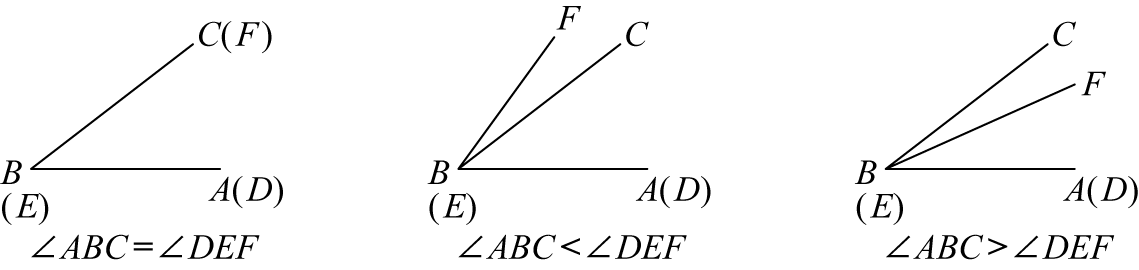 C(F)
B
(E)
A(D)
∠ABC=∠DEF
F
C
B
(E)
A(D)
∠ABC<∠DEF
C
F
B
(E)
A(D)
∠ABC>∠DEF